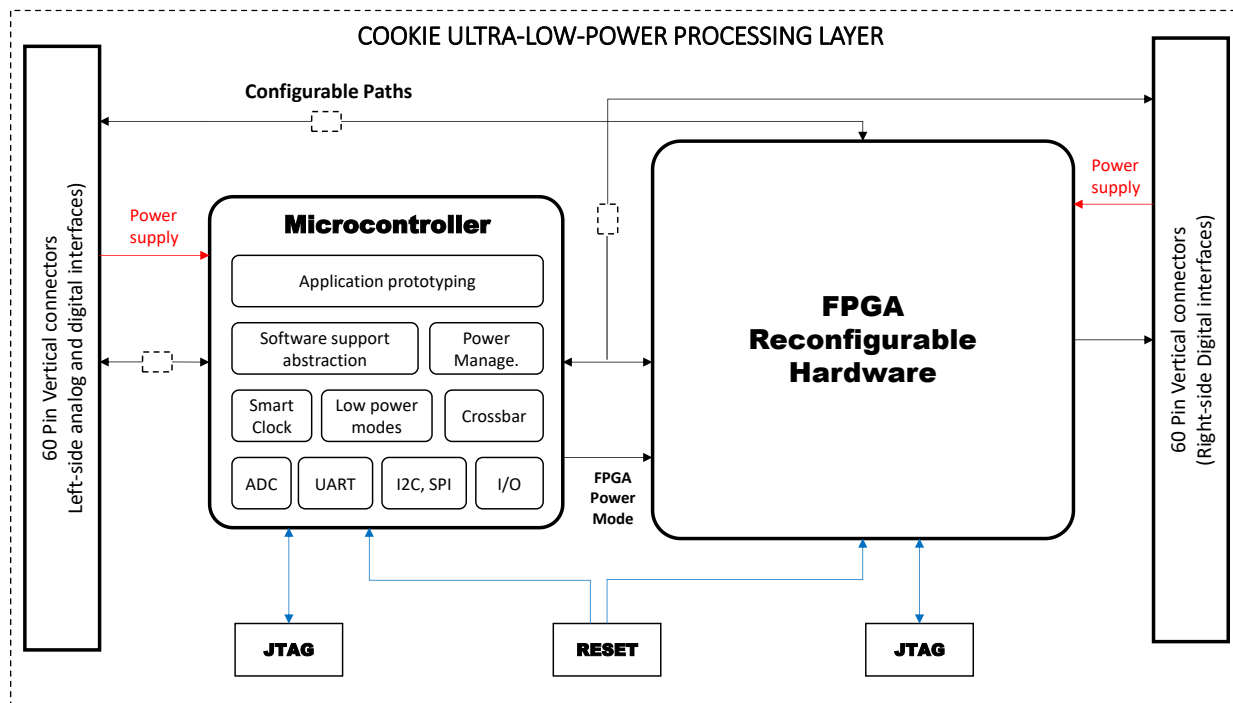 COOKIE ULTRA-LOW-POWER PROCESSING LAYER
60 Pin Vertical connectors
Left-side analog and digital interfaces)
Configurable Paths
Power
supply
Microcontroller
Application prototyping
Software support
abstraction
Power
Manage.
Smart
Clock
Low power
modes
Crossbar
ADC
UART
I2C, SPI
I/O
FPGA
Power
Mode
FPGA
Reconfigurable
Hardware
Power
supply
60 Pin Vertical connectors
(Right-side Digital interfaces)
JTAG
RESET
JTAG